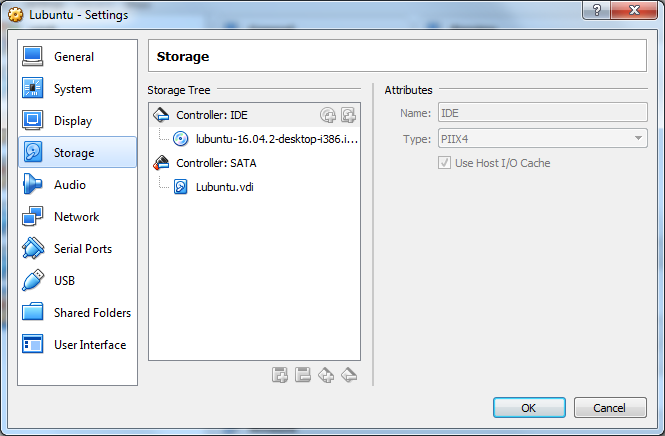 Lubuntu - Settings
?
General
System
Display
Storage
Audio
Network
Serial Ports
USB
Shared Folders
User Interface
Storage
Storage Tree
Controller: IDE
lubuntu-16.04.2-desktop-i386.i...
Controller: SATA
Lubuntu.vdi
Attributes
Name: IDE
Type: PIIX4
Use Host I/O Cache
OK Cancel